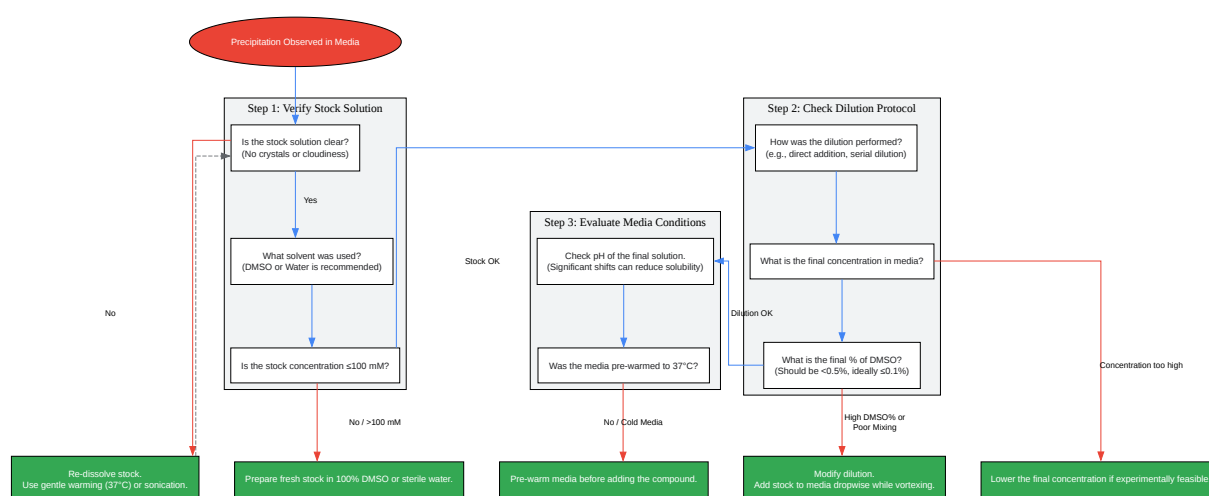 Precipitation Observed in Media
Step 1: Verify Stock Solution
Is the stock solution clear?
(No crystals or cloudiness)
Yes
What solvent was used?
(DMSO or Water is recommended)
Is the stock concentration ≤100 mM?
Step 2: Check Dilution Protocol
How was the dilution performed?
(e.g., direct addition, serial dilution)
What is the final concentration in media?
What is the final % of DMSO?
(Should be <0.5%, ideally ≤0.1%)
Step 3: Evaluate Media Conditions
Check pH of the final solution.
(Significant shifts can reduce solubility)
Was the media pre-warmed to 37°C?
Stock OK
Dilution OK
No
Concentration too high
No / >100 mM
No / Cold Media
High DMSO% or
Poor Mixing
Re-dissolve stock.
Use gentle warming (37°C) or sonication.
Prepare fresh stock in 100% DMSO or sterile water.
Pre-warm media before adding the compound.
Modify dilution.
Add stock to media dropwise while vortexing.
Lower the final concentration if experimentally feasible